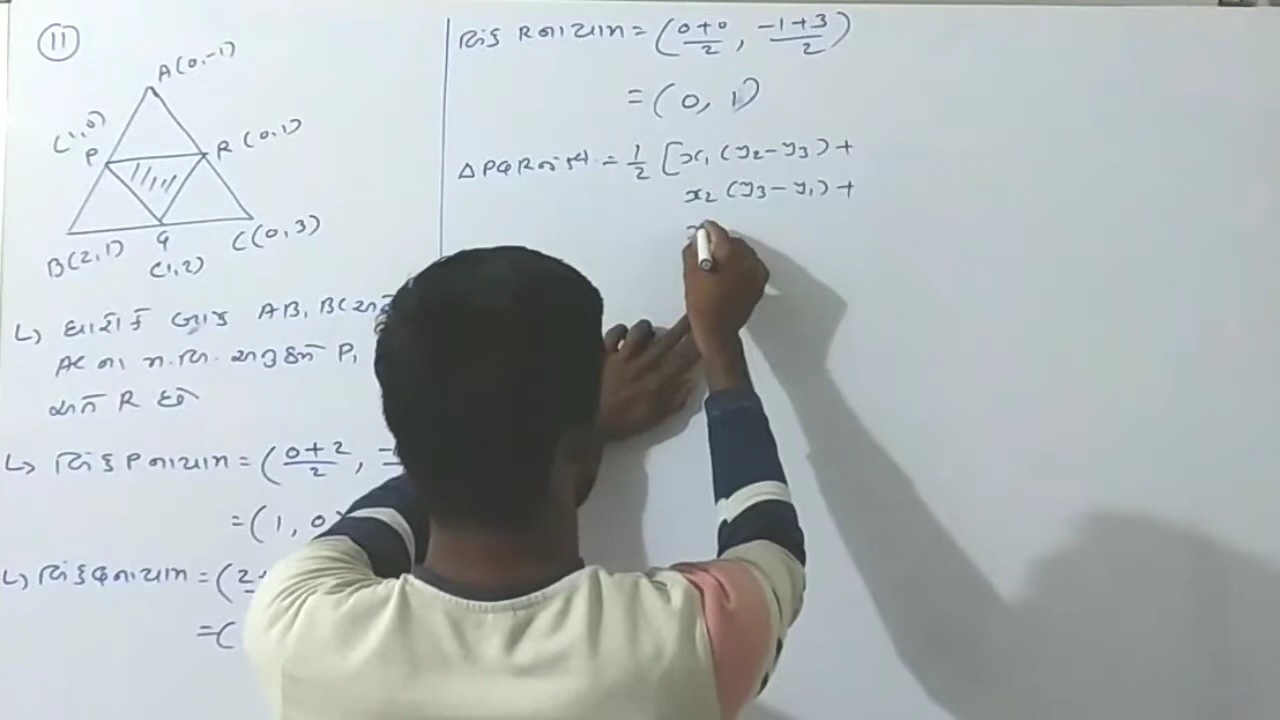 11
A(0,-1)
(1,0)
P
R (0,1)
B(2,1)
Q
(1,2)
C(0,3)
↳ ધારોકે બાજુ AB, BC અને
AC ના મ.બિ. અનુક્રમે P,
અને R છે
↳ બિંદુ P ના યામ = (0+2/2, -
= (1, 0
↳ બિંદુ Q ના યામ = (2+
= (
બિંદુ R ના યામ = (0+0/2, -1+3/2)
= (0, 1)
△PQR નું ક્ષે. = 1/2 [x₁ (y₂-y₃) +
x₂ (y₃-y₁) +
x